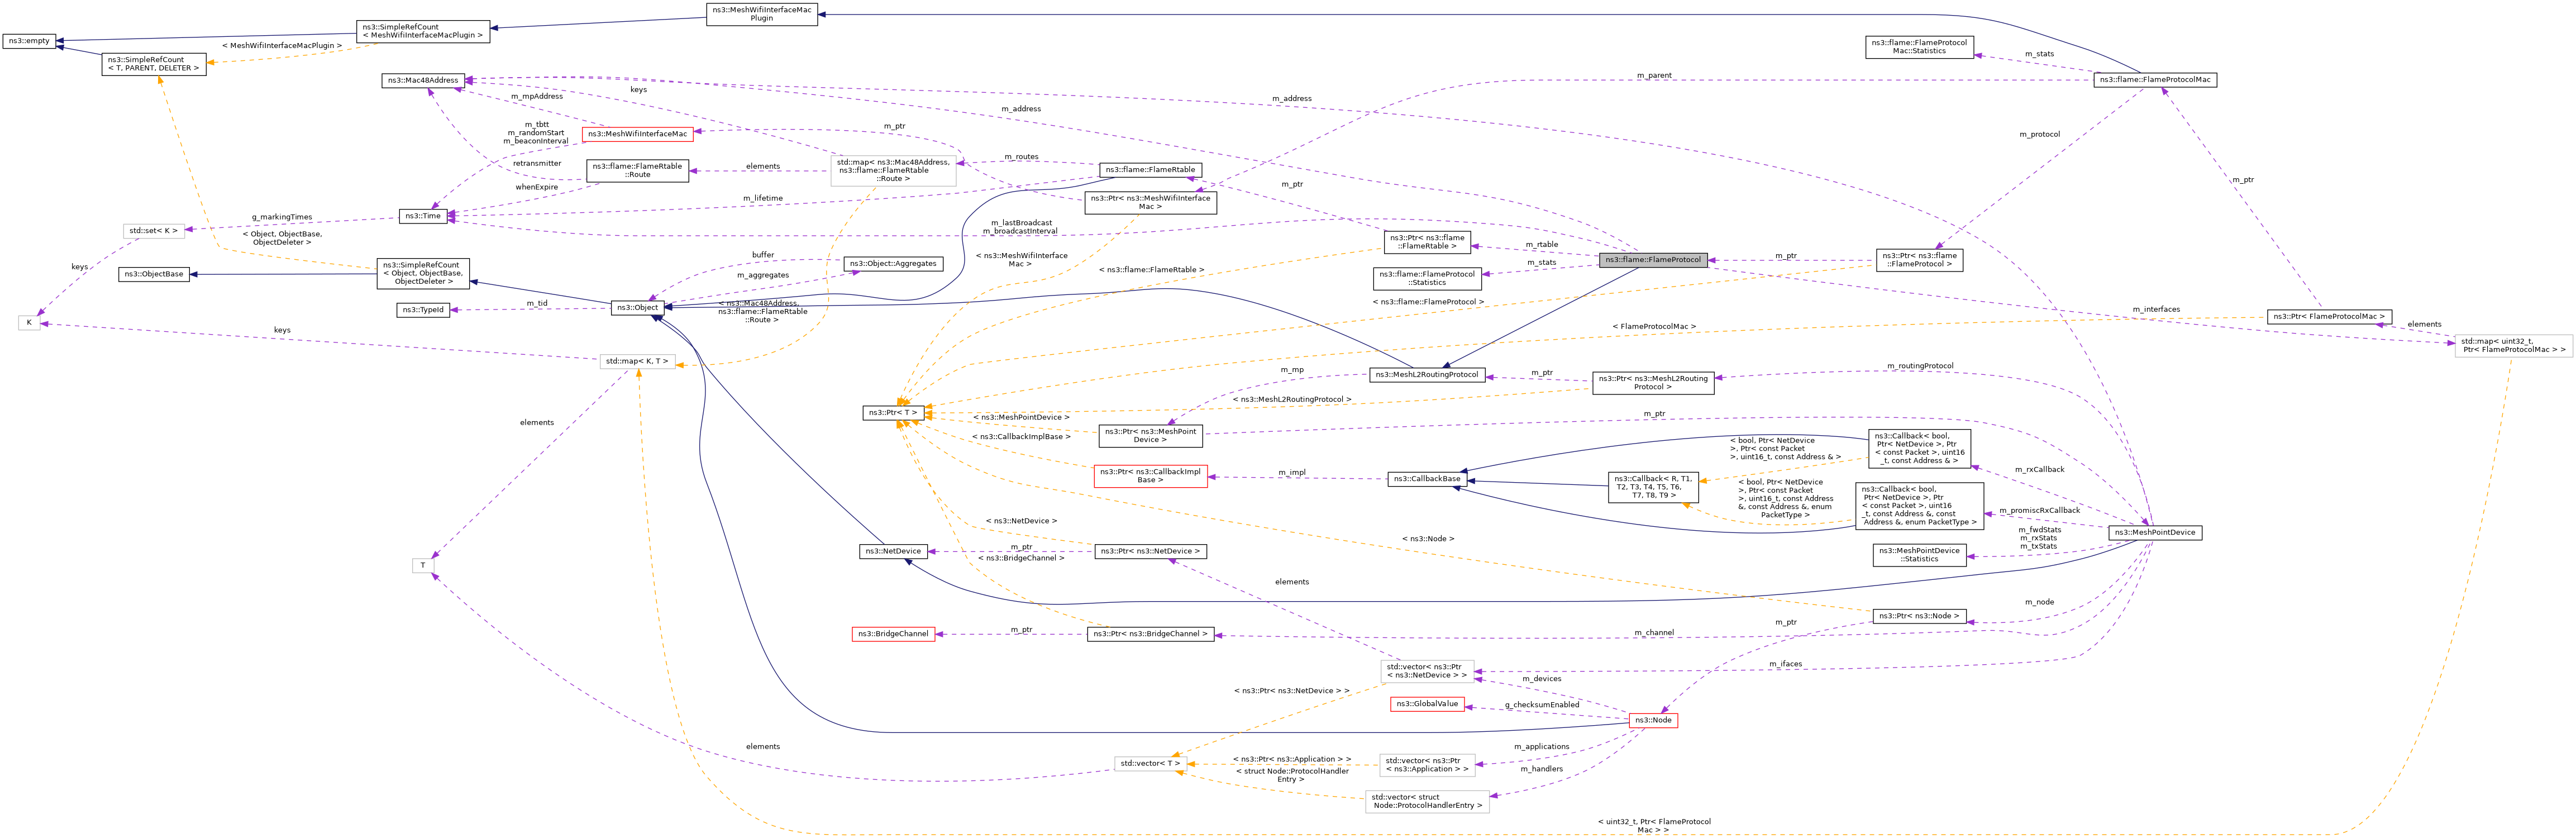 ns3::MeshWifiInterfaceMac
Plugin
ns3::SimpleRefCount
< MeshWifiInterfaceMacPlugin >
ns3::empty
< MeshWifiInterfaceMacPlugin >
ns3::SimpleRefCount
< T, PARENT, DELETER >
ns3::flame::FlameProtocol
Mac::Statistics
m_stats
ns3::flame::FlameProtocolMac
m_parent
ns3::Mac48Address
keys
m_mpAddress
m_address
m_address
m_tbtt
m_randomStart
m_beaconInterval
ns3::MeshWifiInterfaceMac
m_ptr
m_protocol
retransmitter
ns3::flame::FlameRtable
::Route
elements
std::map< ns3::Mac48Address,
ns3::flame::FlameRtable
::Route >
m_routes
ns3::flame::FlameRtable
m_ptr
m_ptr
whenExpire
m_lifetime
ns3::Ptr< ns3::MeshWifiInterface
Mac >
ns3::Time
g_markingTimes
std::set< K >
m_lastBroadcast
m_broadcastInterval
< Object, ObjectBase,
ObjectDeleter >
ns3::Ptr< ns3::flame
::FlameRtable >
m_rtable
ns3::flame::FlameProtocol
m_ptr
ns3::Ptr< ns3::flame
::FlameProtocol >
keys
ns3::ObjectBase
ns3::SimpleRefCount
< Object, ObjectBase,
ObjectDeleter >
buffer
ns3::Object::Aggregates
m_aggregates
< ns3::MeshWifiInterface
Mac >
< ns3::flame::FlameRtable >
ns3::flame::FlameProtocol
::Statistics
m_stats
ns3::TypeId
m_tid
ns3::Object
< ns3::Mac48Address,
ns3::flame::FlameRtable
::Route >
< ns3::flame::FlameProtocol >
m_interfaces
K
keys
< FlameProtocolMac >
ns3::Ptr< FlameProtocolMac >
elements
std::map< uint32_t,
Ptr< FlameProtocolMac > >
std::map< K, T >
m_mp
ns3::MeshL2RoutingProtocol
m_ptr
ns3::Ptr< ns3::MeshL2Routing
Protocol >
m_routingProtocol
< ns3::MeshL2RoutingProtocol >
ns3::Ptr< T >
< ns3::MeshPointDevice >
m_ptr
elements
ns3::Ptr< ns3::MeshPoint
Device >
< ns3::CallbackImplBase >
ns3::Callback< bool,
Ptr< NetDevice >, Ptr
< const Packet >, uint16
_t, const Address & >
< bool, Ptr< NetDevice
>, Ptr< const Packet
>, uint16_t, const Address & >
m_rxCallback
ns3::Ptr< ns3::CallbackImpl
Base >
m_impl
ns3::CallbackBase
ns3::Callback< R, T1,
T2, T3, T4, T5, T6,
T7, T8, T9 >
< bool, Ptr< NetDevice
>, Ptr< const Packet
>, uint16_t, const Address
&, const Address &, enum
PacketType >
ns3::Callback< bool,
Ptr< NetDevice >, Ptr
< const Packet >, uint16
_t, const Address &, const
Address &, enum PacketType >
m_promiscRxCallback
< ns3::NetDevice >
m_fwdStats
m_rxStats
m_txStats
ns3::MeshPointDevice
< ns3::Node >
ns3::NetDevice
m_ptr
ns3::Ptr< ns3::NetDevice >
< ns3::BridgeChannel >
ns3::MeshPointDevice
::Statistics
T
elements
m_node
ns3::Ptr< ns3::Node >
m_ptr
ns3::BridgeChannel
m_ptr
ns3::Ptr< ns3::BridgeChannel >
m_channel
std::vector< ns3::Ptr
< ns3::NetDevice > >
m_ifaces
m_devices
< ns3::Ptr< ns3::NetDevice > >
ns3::GlobalValue
g_checksumEnabled
ns3::Node
elements
m_applications
std::vector< T >
< ns3::Ptr< ns3::Application > >
std::vector< ns3::Ptr
< ns3::Application > >
< struct Node::ProtocolHandler
Entry >
m_handlers
std::vector< struct
Node::ProtocolHandlerEntry >
< uint32_t, Ptr< FlameProtocol
Mac > >